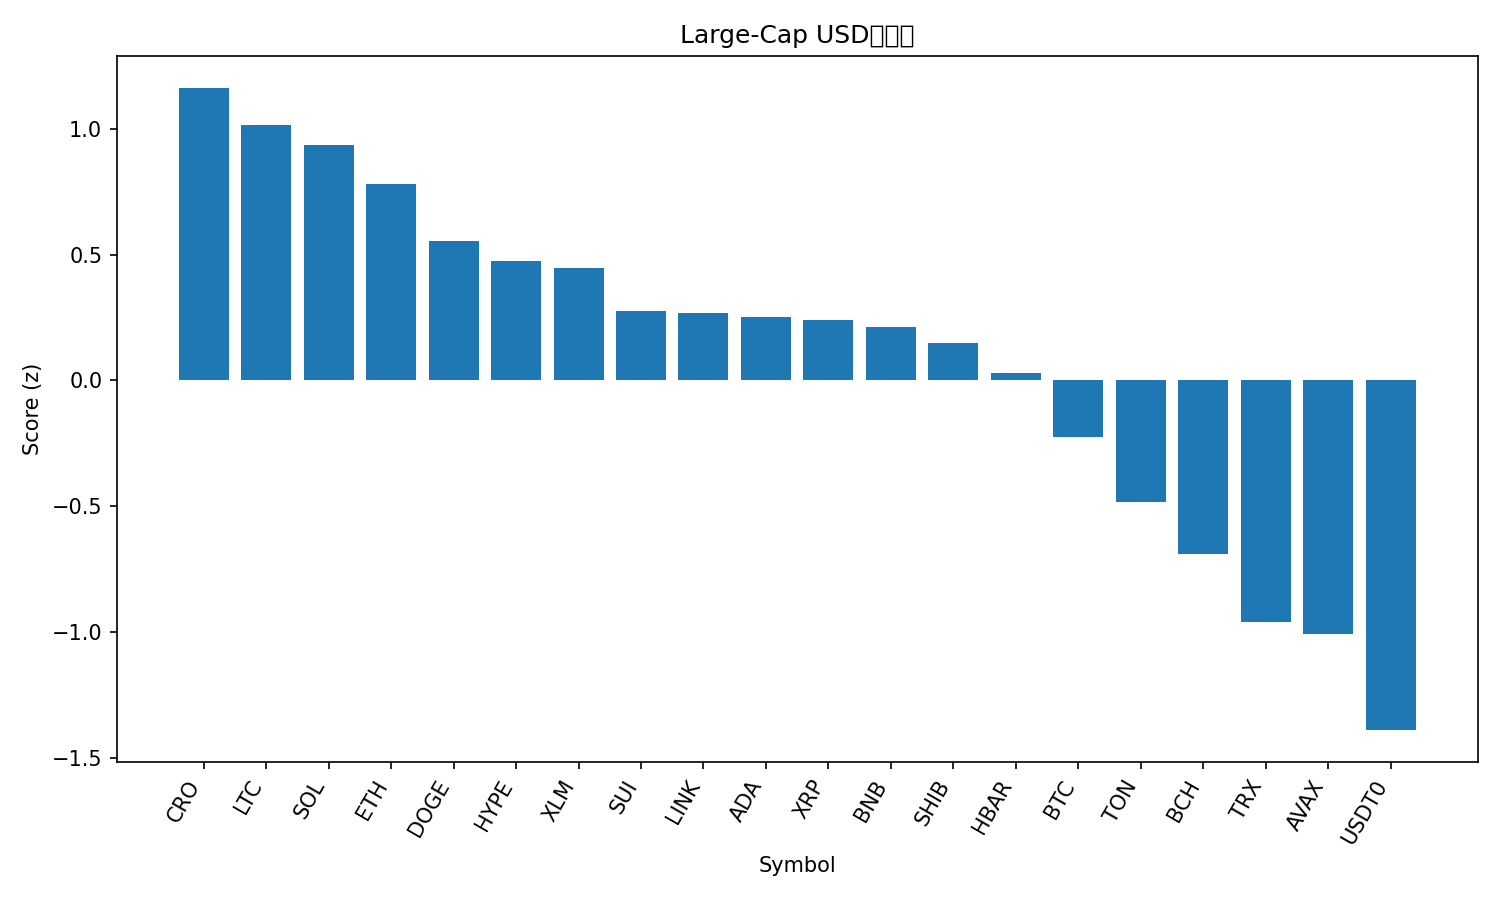 Large-Cap USD
Score (z)
1.0
0.5
0.0
−0.5
−1.0
−1.5
CRO
LTC
SOL
ETH
DOGE
HYPE
XLM
SUI
LINK
ADA
XRP
BNB
SHIB
HBAR
BTC
TON
BCH
TRX
AVAX
USDT0
Symbol